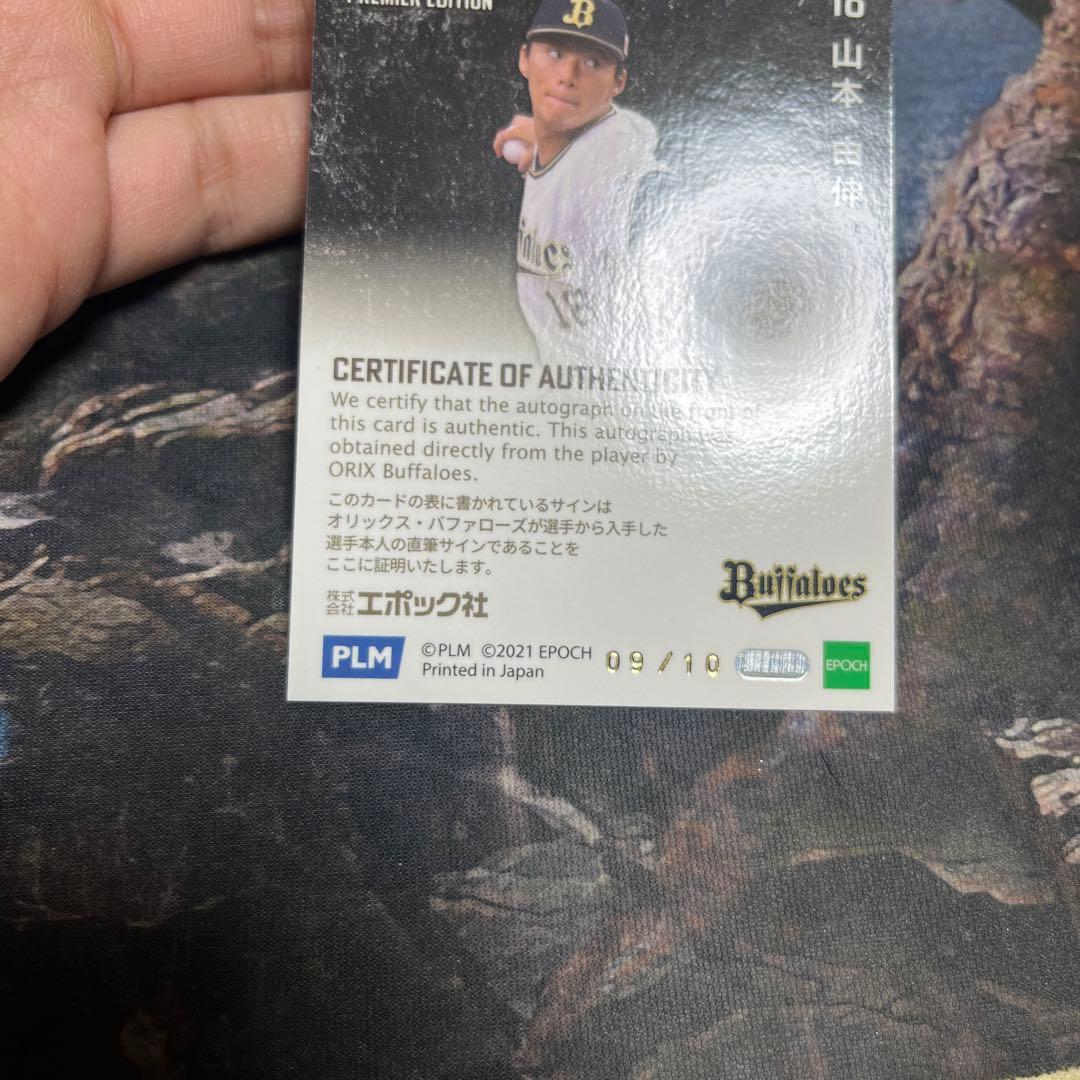 PREMIER EDITION
B
18 山本 由伸
CERTIFICATE OF AUTHENTICITY
We certify that the autograph on the front of
this card is authentic. This autograph was
obtained directly from the player by
ORIX Buffaloes.
このカードの表に書かれているサインは
オリックス・バファローズが選手から入手した
選手本人の直筆サインであることを
ここに証明いたします。
株式会社エポック社
Buffaloes
PLM
©PLM ©2021 EPOCH
Printed in Japan
09/10
EPOCH